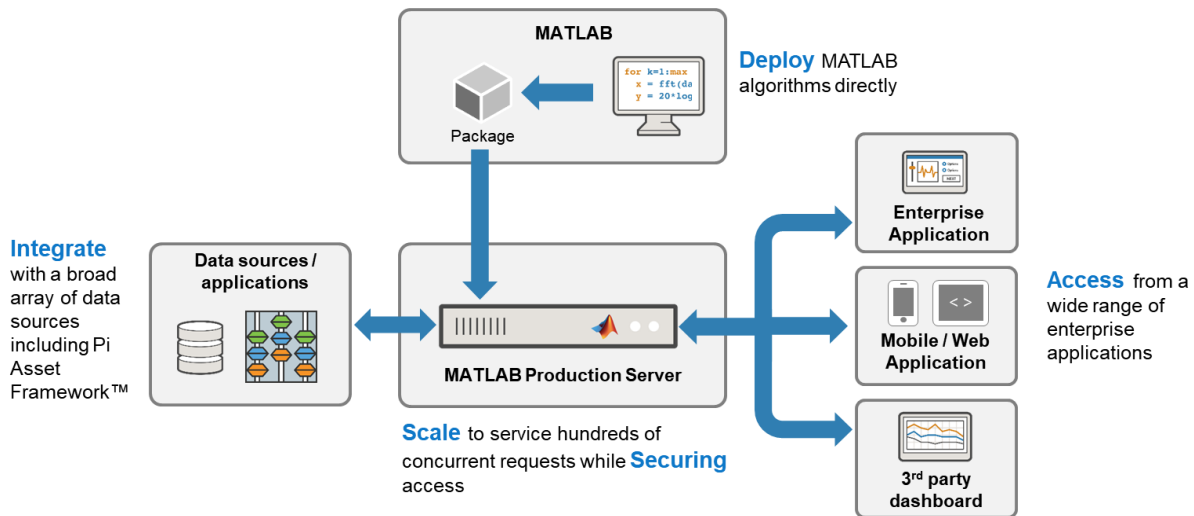 MATLAB
for k=1:max
x = fft(da
y = 20*log
Package
Deploy MATLAB
algorithms directly
Integrate
with a broad
array of data
sources
including Pi
Asset
Framework™
Data sources /
applications
MATLAB Production Server
Scale to service hundreds of
concurrent requests while Securing
access
Enterprise
Application
< >
Mobile / Web
Application
3rd party
dashboard
Access from a
wide range of
enterprise
applications